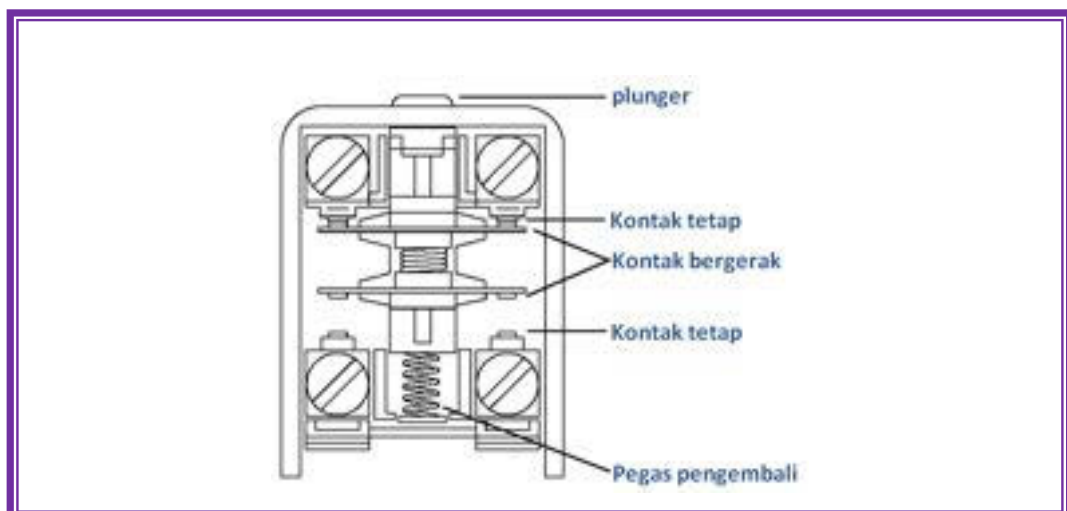 plunger
Kontak tetap
Kontak bergerak
Kontak tetap
Pegas pengembali